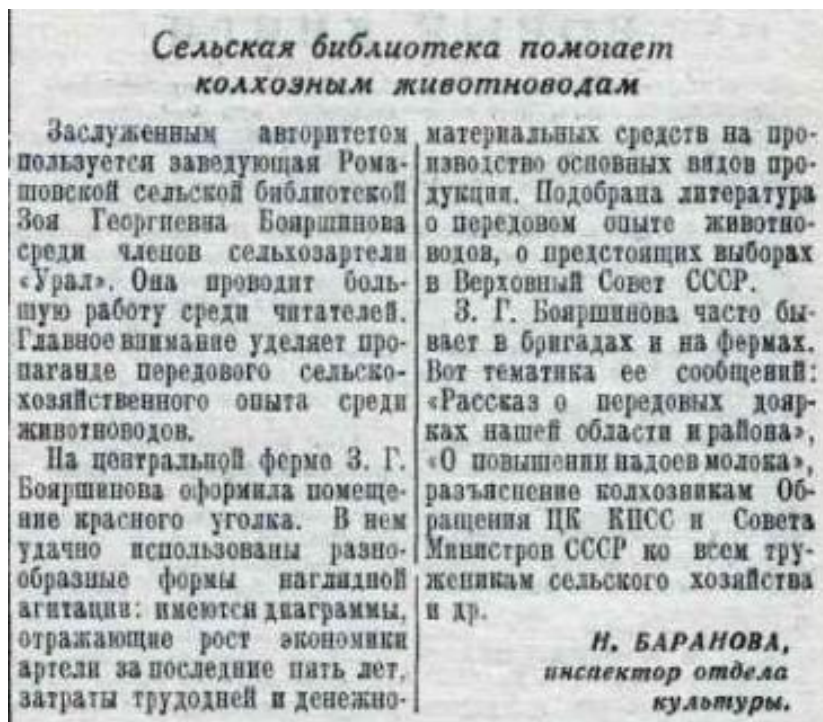 Сельская библиотека помогает
колхозным животноводам
Заслуженным авторитетом
пользуется заведующая Рома-
шовской сельской библиотекой
Зоя Георгиевна Бояршинова
среди членов сельхозартели
«Урал». Она проводит боль-
шую работу среди читателей.
Главное внимание уделяет про-
паганде передового сельско-
хозяйственного опыта среди
животноводов.
На центральной ферме З. Г.
Бояршинова оформила помеще-
ние красного уголка. В нем
удачно использованы разно-
образные формы наглядной
агитации: имеются диаграммы,
отражающие рост экономики
артели за последние пять лет,
затраты трудодней и денежно-
материальных средств на про-
изводство основных видов про-
дукции. Подобрана литература
о передовом опыте животно-
водов, о предстоящих выборах
в Верховный Совет СССР.
З. Г. Бояршинова часто бы-
вает в бригадах и на фермах.
Вот тематика ее сообщений:
«Рассказ о передовых дояр-
ках нашей области и района»,
«О повышении надоев молока»,
разъяснение колхозникам Об-
ращения ЦК КПСС и Совета
Министров СССР ко всем тру-
женикам сельского хозяйства
и др.
Н. БАРАНОВА,
инспектор отдела
культуры.